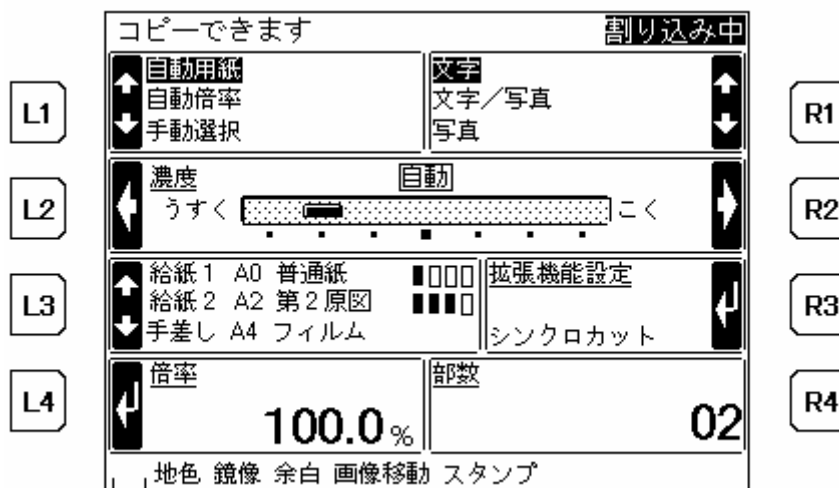 コピーできます 割り込み中
L1 自動用紙 文字 R1
自動倍率 文字／写真
手動選択 写真
濃度 自動
L2 うすく こく R2
給紙1 A0 普通紙 拡張機能設定
L3 給紙2 A2 第2原図 R3
手差し A4 フィルム シンクロカット
倍率 部数
L4 100.0% 02 R4
地色 鏡像 余白 画像移動 スタンプ